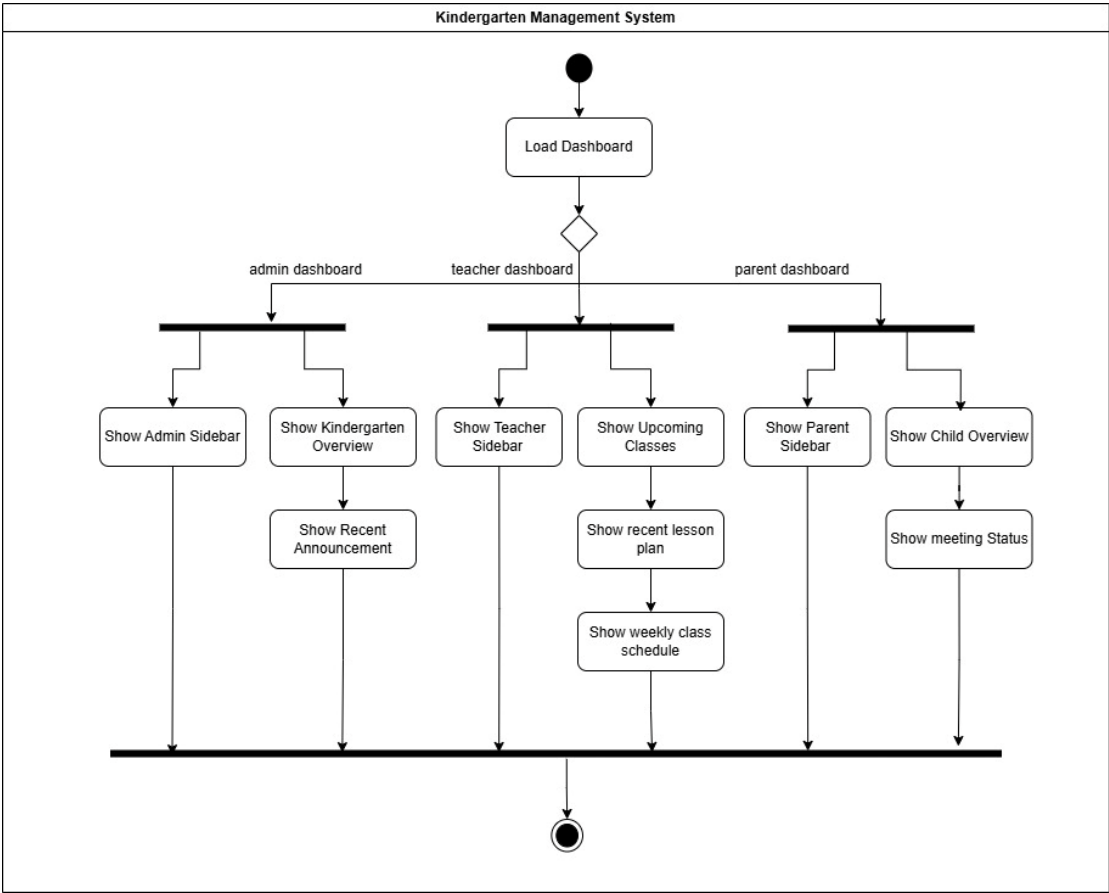 Kindergarten Management System
Load Dashboard
admin dashboard
teacher dashboard
parent dashboard
Show Admin Sidebar
Show Kindergarten
Overview
Show Teacher
Sidebar
Show Upcoming
Classes
Show Parent
Sidebar
Show Child Overview
Show Recent
Announcement
Show recent lesson
plan
Show meeting Status
Show weekly class
schedule